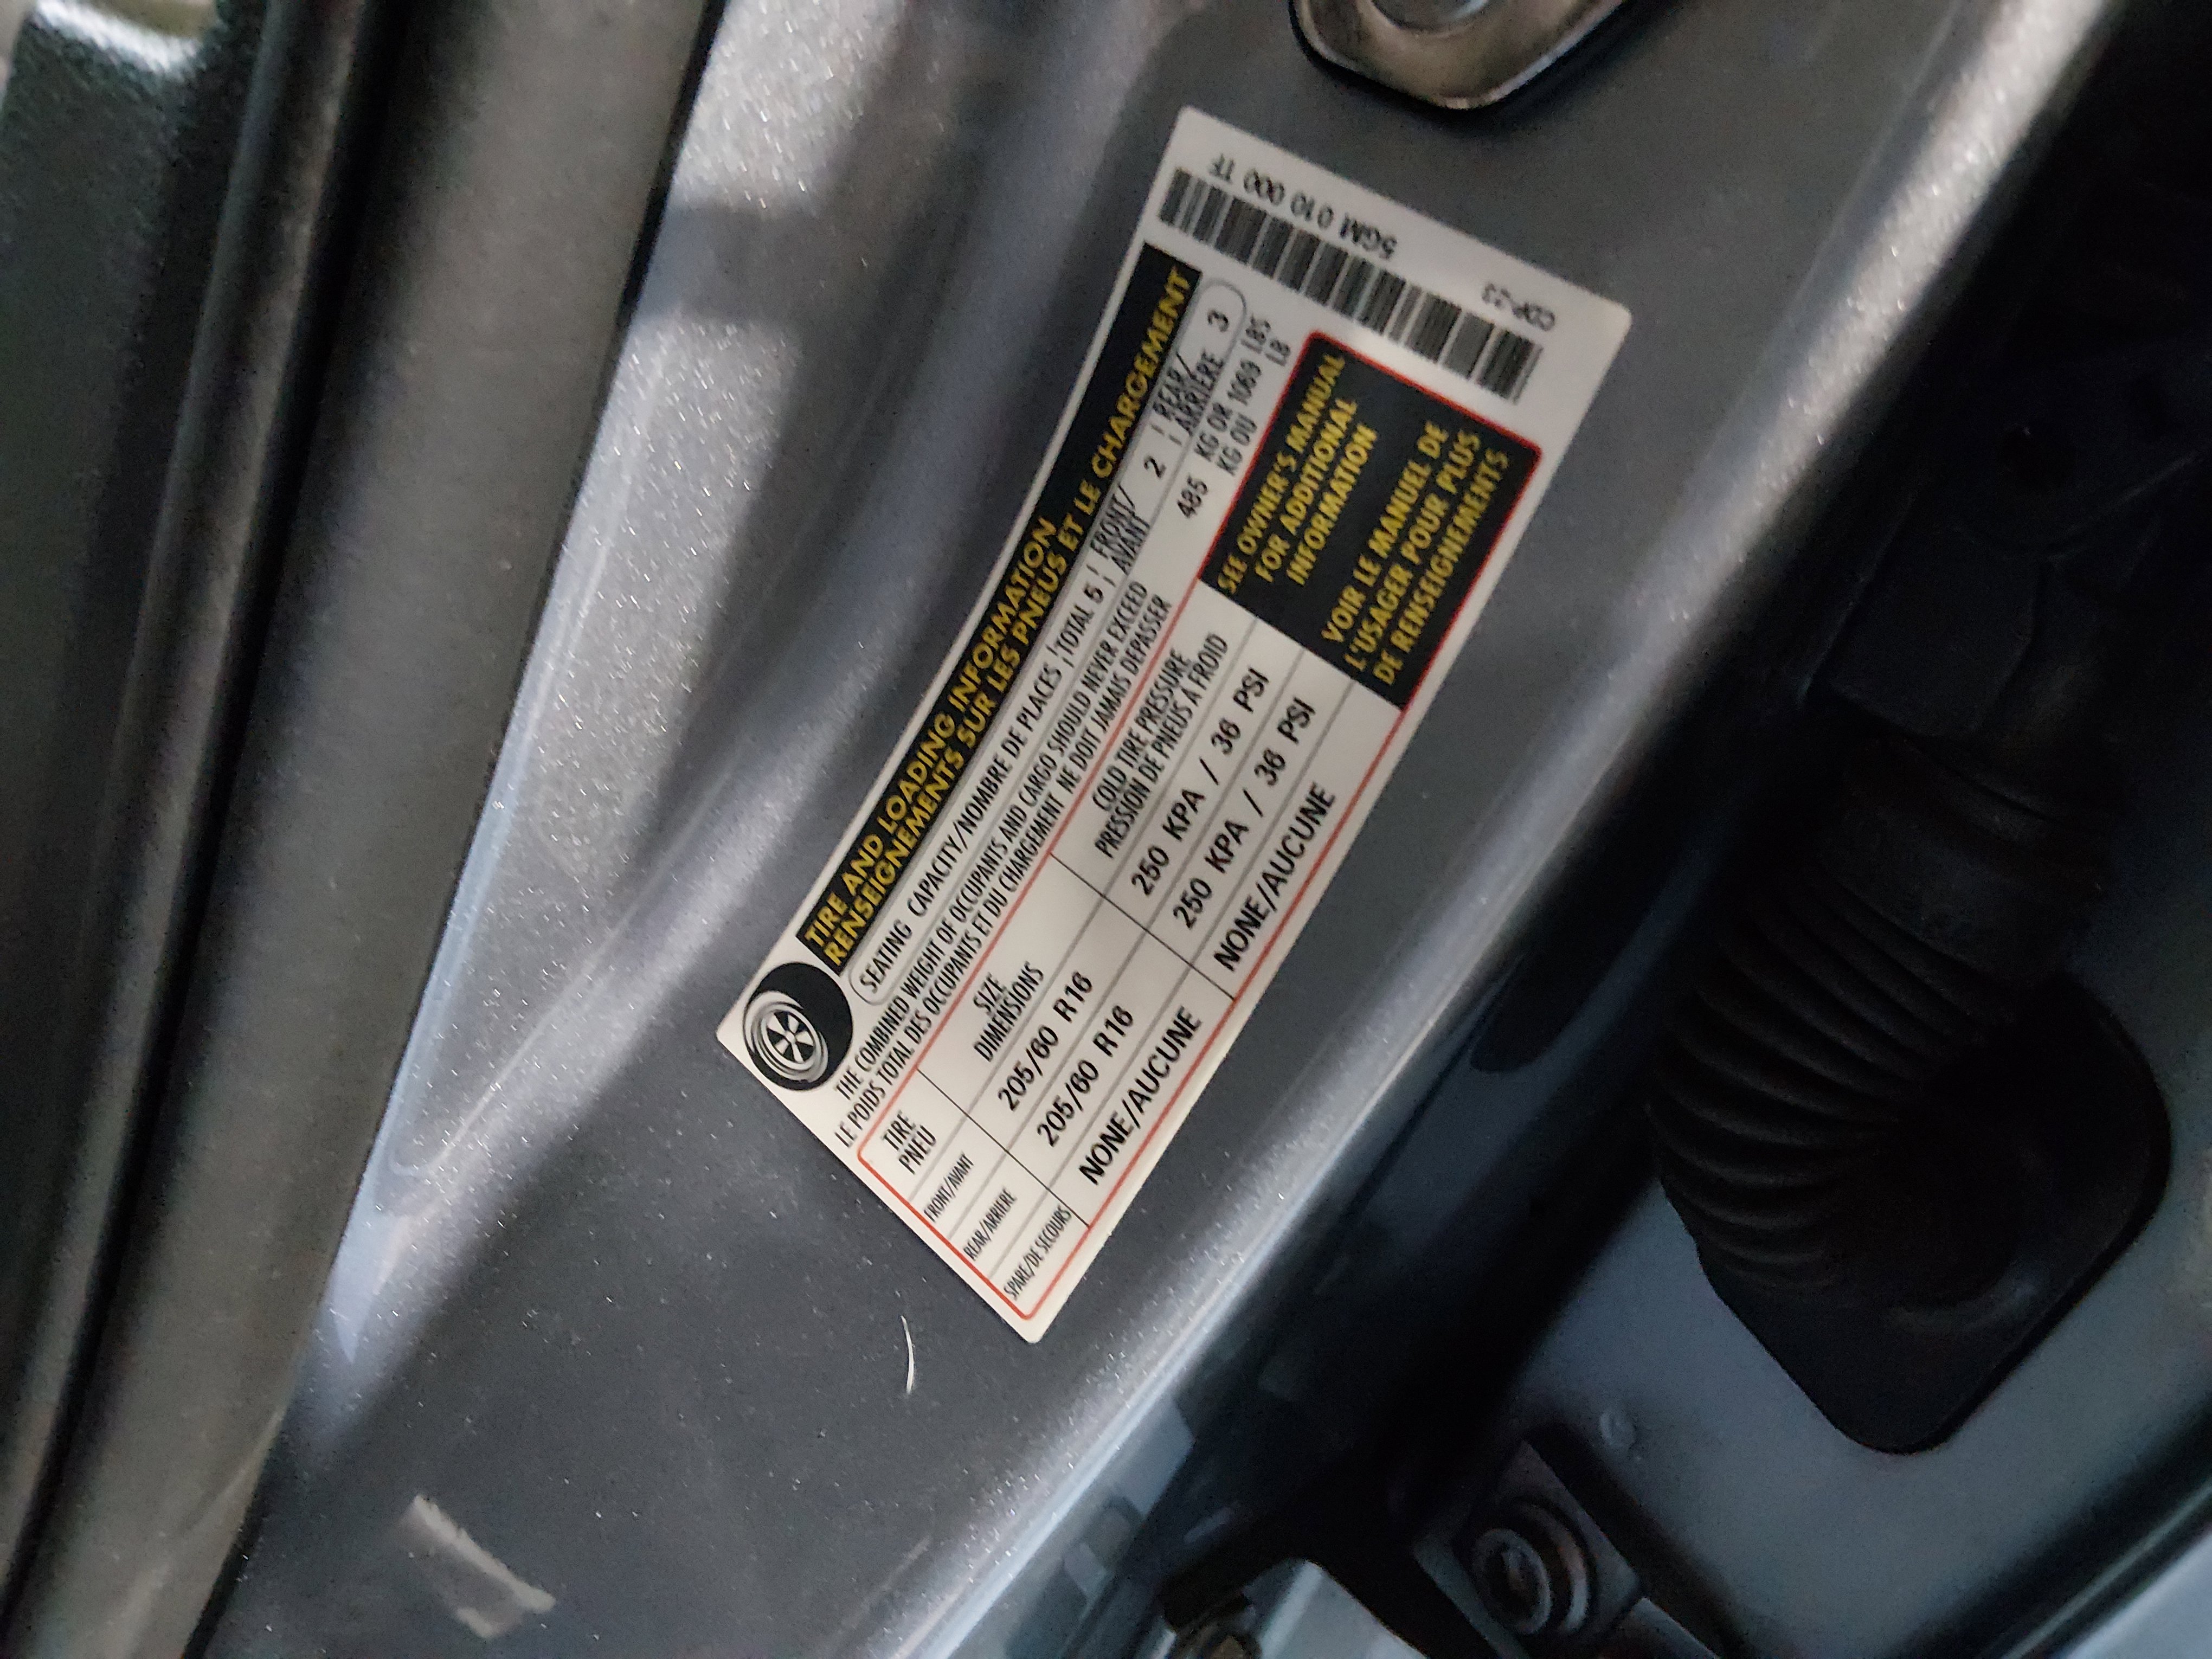 TIRE AND LOADING INFORMATION
RENSEIGNEMENTS SUR LES PNEUS ET LE CHARGEMENT
SEATING CAPACITY/NOMBRE DE PLACES TOTAL 5 FRONT/AVANT 2 REAR/ARRIERE 3
THE COMBINED WEIGHT OF OCCUPANTS AND CARGO SHOULD NEVER EXCEED 485 KG OR 1069 LBS
LE POIDS TOTAL DES OCCUPANTS ET DU CHARGEMENT NE DOIT JAMAIS DEPASSER KG OU LB
TIRE SIZE COLD TIRE PRESSURE
PNEU DIMENSIONS PRESSION DE PNEUS A FROID
FRONT/AVANT 205/60 R16 250 KPA / 36 PSI
REAR/ARRIERE 205/60 R16 250 KPA / 36 PSI
SPARE/DE SECOURS NONE/AUCUNE NONE/AUCUNE
SEE OWNER'S MANUAL
FOR ADDITIONAL
INFORMATION
VOIR LE MANUEL DE
L'USAGER POUR PLUS
DE RENSEIGNEMENTS
5GM 010 000 TF